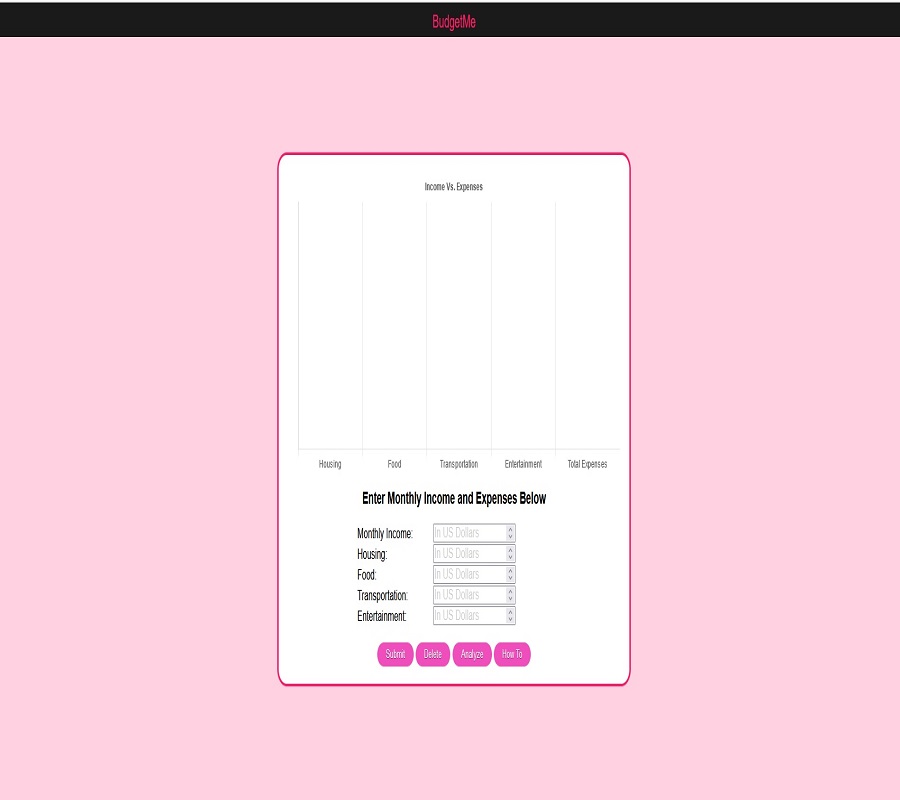 BudgetMe
Income Vs. Expenses
Housing Food Transportation Entertainment Total Expenses
Enter Monthly Income and Expenses Below
Monthly Income: In US Dollars
Housing: In US Dollars
Food: In US Dollars
Transportation: In US Dollars
Entertainment: In US Dollars
Submit Delete Analyze How To